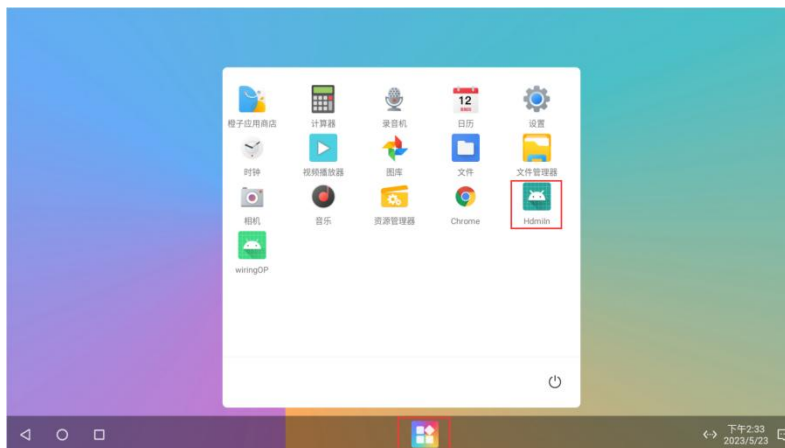 橙子应用商店 计算器 录音机 日历 设置
12
时钟 视频播放器 图库 文件 文件管理器
相机 音乐 资源管理器 Chrome HdmiIn
wiringOP
下午2:33
2023/5/23